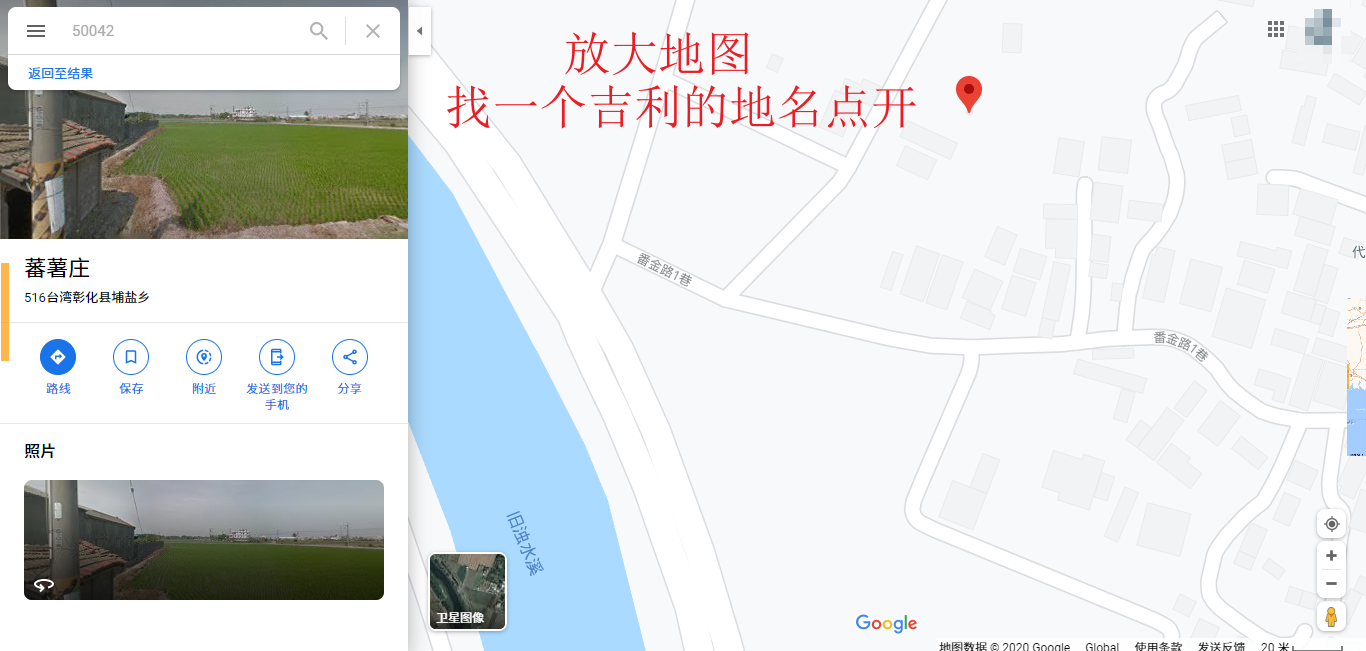 50042
返回至结果
放大地图
找一个吉利的地名点开
蕃薯庄
516台湾彰化县埔盐乡
路线
保存
附近
发送到您的
手机
分享
照片
番金路1巷
番金路1巷
代
旧浊水溪
卫星图像
Google
地图数据 © 2020 Google Global 使用条款 发送反馈 20 米